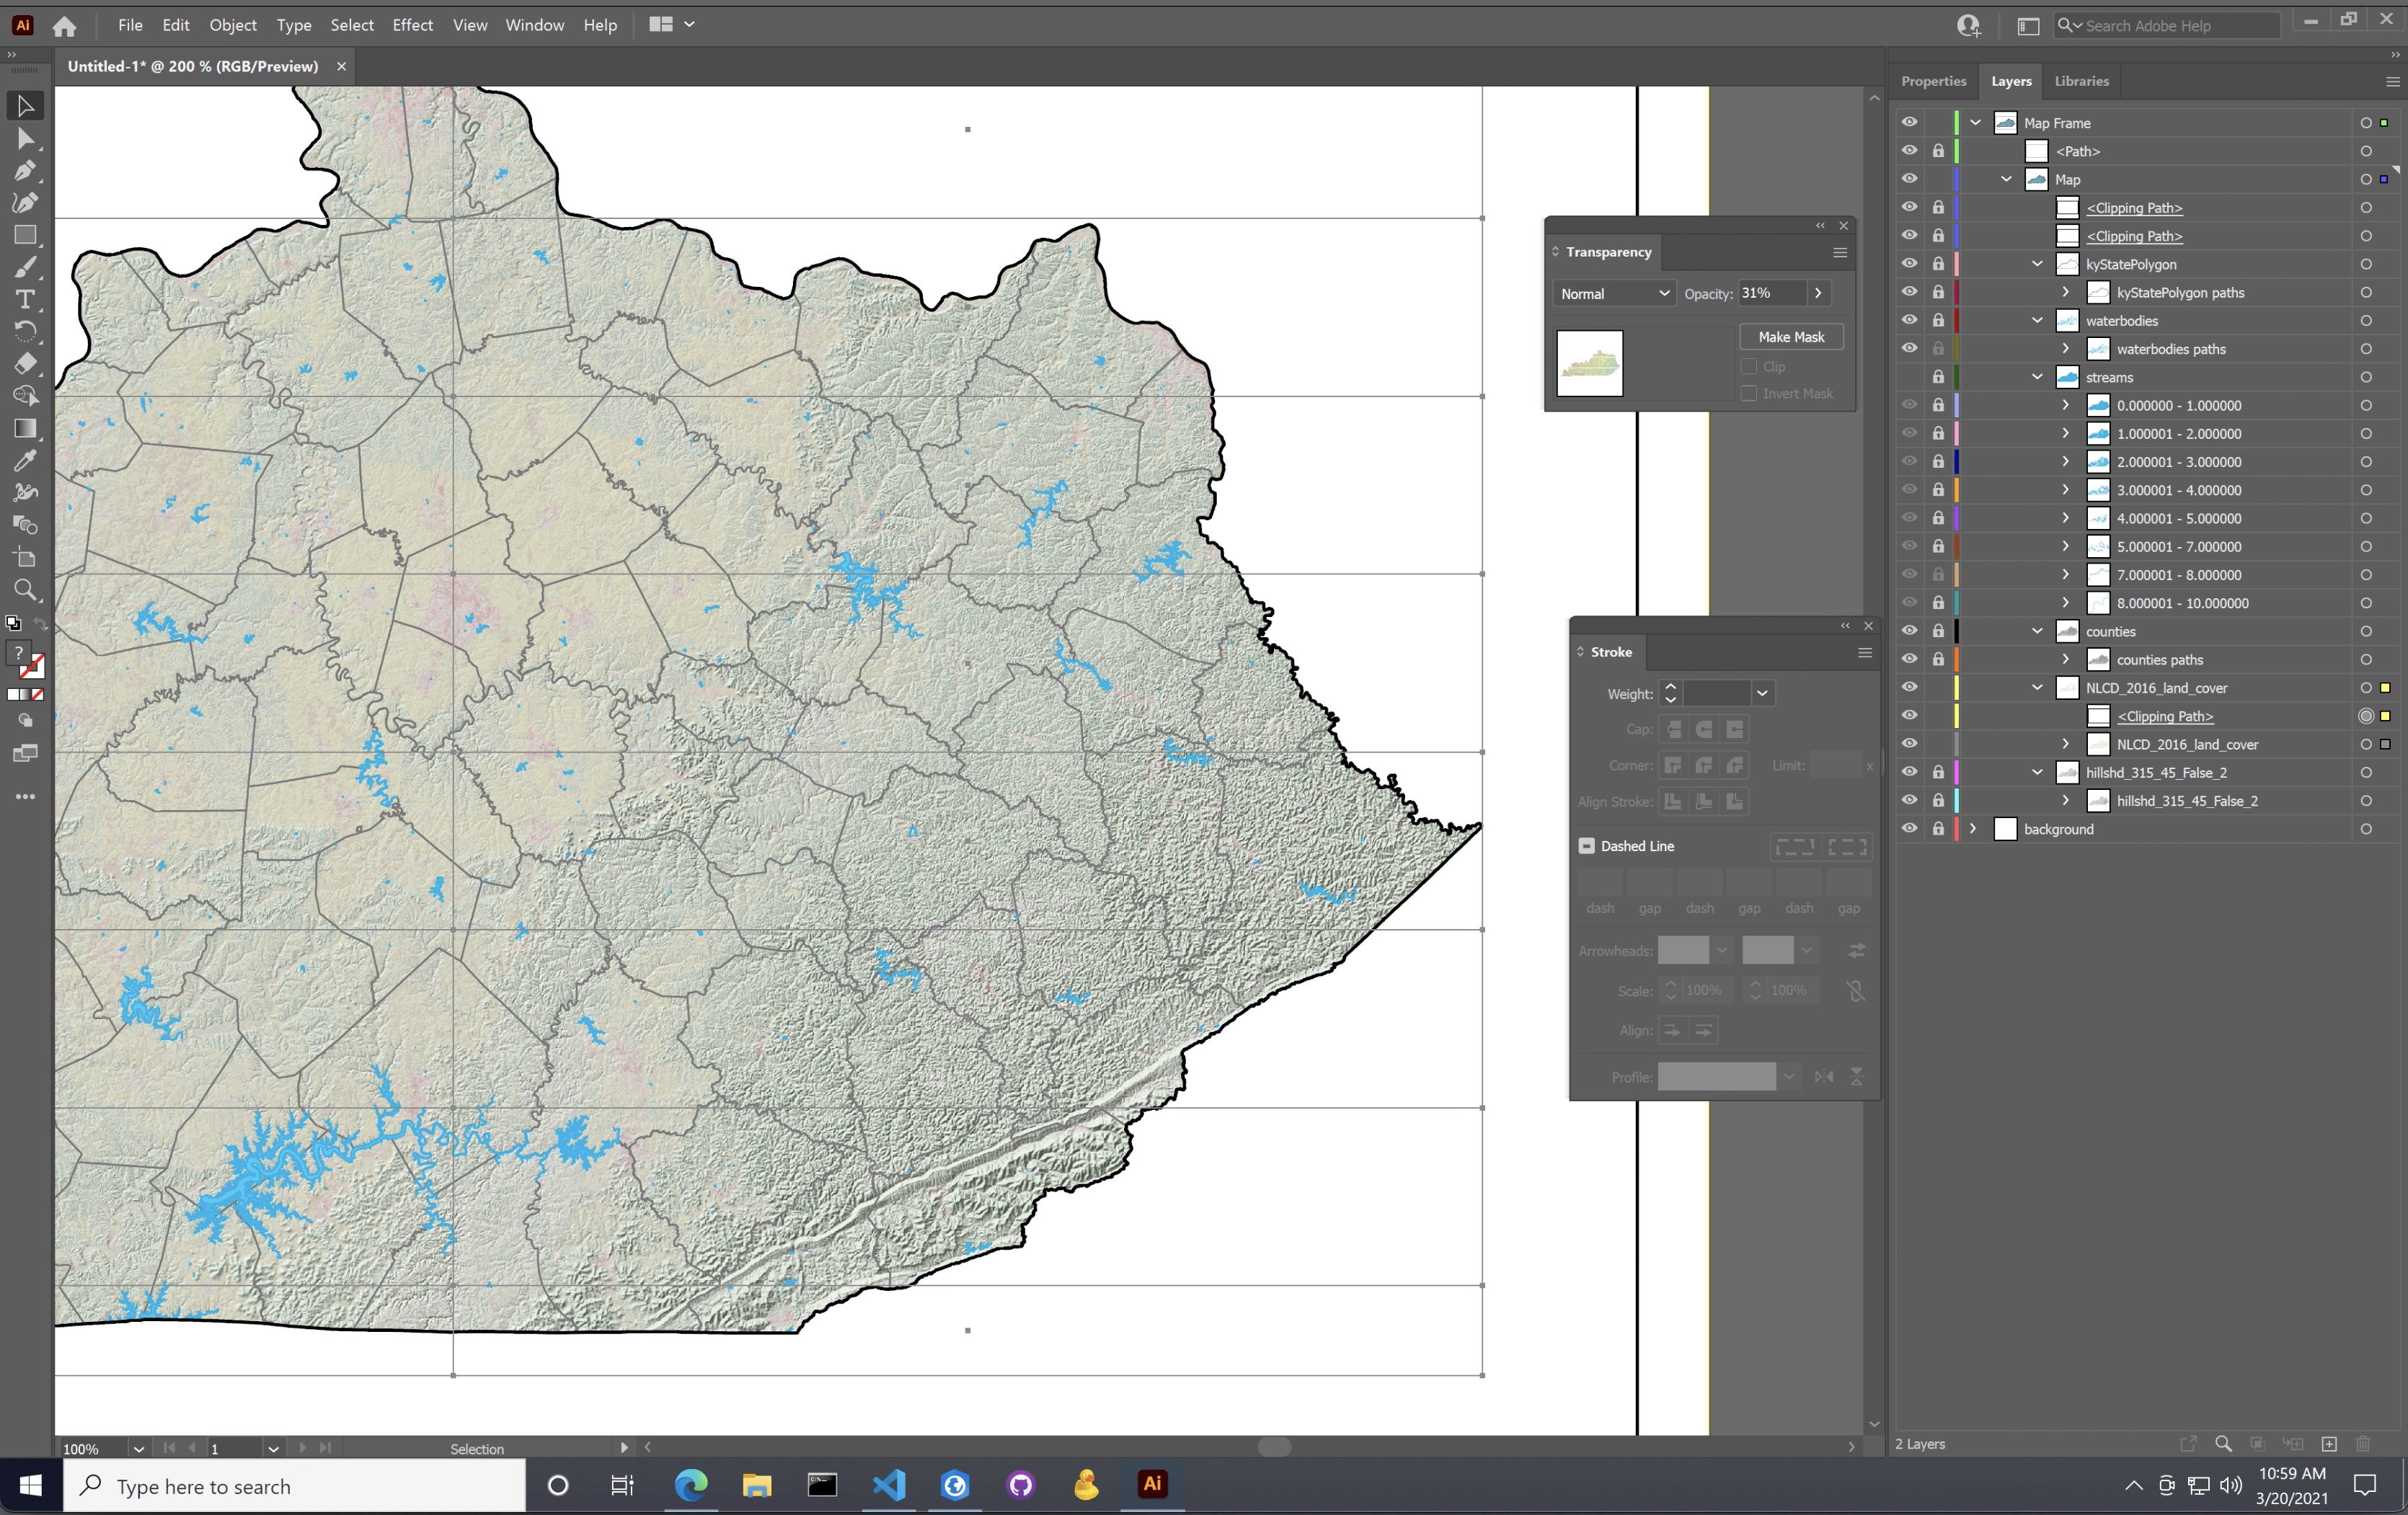 Ai File Edit Object Type Select Effect View Window Help Search Adobe Help
Untitled-1* @ 200 % (RGB/Preview) ×
Properties Layers Libraries
Map Frame
<Path>
Map
<Clipping Path>
<Clipping Path>
kyStatePolygon
kyStatePolygon paths
waterbodies
waterbodies paths
streams
0.000000 - 1.000000
1.000001 - 2.000000
2.000001 - 3.000000
3.000001 - 4.000000
4.000001 - 5.000000
5.000001 - 7.000000
7.000001 - 8.000000
8.000001 - 10.000000
counties
counties paths
NLCD_2016_land_cover
<Clipping Path>
NLCD_2016_land_cover
hillshd_315_45_False_2
hillshd_315_45_False_2
background
2 Layers
Transparency
Normal Opacity: 31%
Make Mask
Clip
Invert Mask
Stroke
Weight:
Cap:
Corner: Limit: x
Align Stroke:
Dashed Line
dash gap dash gap dash gap
Arrowheads:
Scale: 100% 100%
Align:
Profile:
?
100% 1 Selection
Type here to search
Ai
10:59 AM
3/20/2021